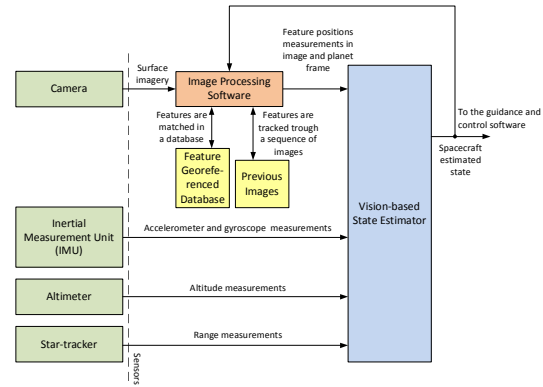 Feature positions
measurements in
image and planet
frame
Surface
imagery
Camera
Image Processing
Software
To the guidance and
control software
Features are
matched in
a database
Features are
tracked trough a
a sequence of
images
Spacecraft
estimated
state
Feature
Georefe-
renced
Database
Previous
Images
Vision-based
State Estimator
Inertial
Measurement Unit
(IMU)
Accelerometer and gyroscope measurements
Altimeter
Altitude measurements
Star-tracker
Range measurements
Sensors